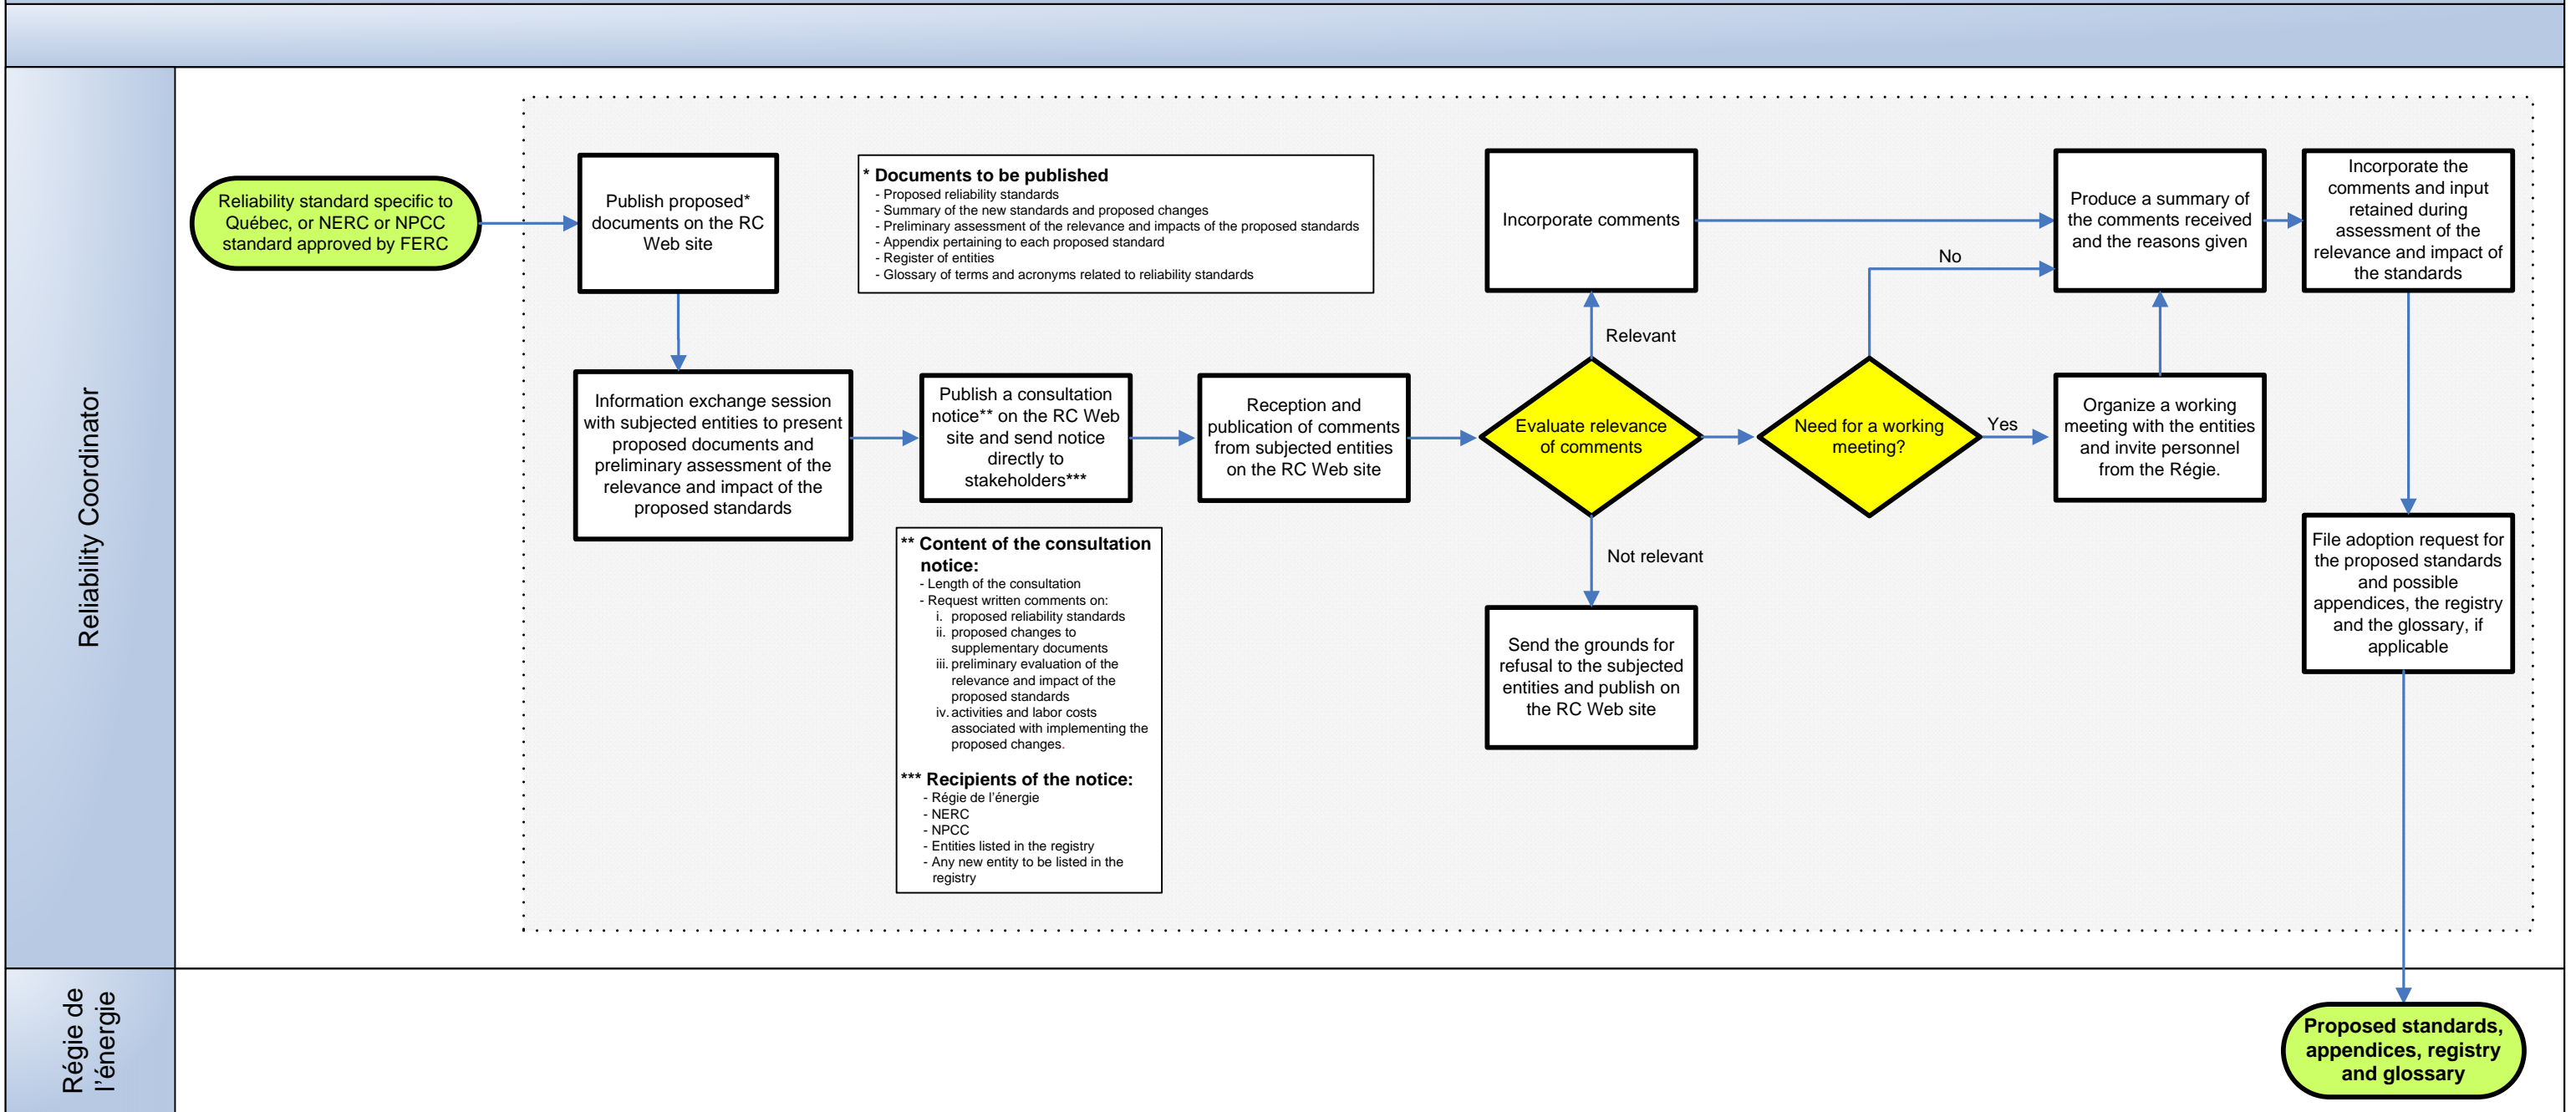 Reliability Coordinator
Reliability standard specific to
Québec, or NERC or NPCC
standard approved by FERC
Publish proposed*
documents on the RC
Web site
* Documents to be published
- Proposed reliability standards
- Summary of the new standards and proposed changes
- Preliminary assessment of the relevance and impacts of the proposed standards
- Appendix pertaining to each proposed standard
- Register of entities
- Glossary of terms and acronyms related to reliability standards
Incorporate comments
Produce a summary of
the comments received
and the reasons given
Incorporate the
comments and input
retained during
assessment of the
relevance and impact of
the standards
No
Relevant
Information exchange session
with subjected entities to present
proposed documents and
preliminary assessment of the
relevance and impact of the
proposed standards
Publish a consultation
notice** on the RC Web
site and send notice
directly to
stakeholders***
Reception and
publication of comments
from subjected entities
on the RC Web site
Evaluate relevance
of comments
Need for a working
meeting?
Yes
Organize a working
meeting with the entities
and invite personnel
from the Régie.
** Content of the consultation
notice:
- Length of the consultation
- Request written comments on:
i. proposed reliability standards
ii. proposed changes to
supplementary documents
iii. preliminary evaluation of the
relevance and impact of the
proposed standards
iv. activities and labor costs
associated with implementing the
proposed changes.
*** Recipients of the notice:
- Régie de l'énergie
- NERC
- NPCC
- Entities listed in the registry
- Any new entity to be listed in the
registry
Not relevant
Send the grounds for
refusal to the subjected
entities and publish on
the RC Web site
File adoption request for
the proposed standards
and possible
appendices, the registry
and the glossary, if
applicable
Régie de
l'énergie
Proposed standards,
appendices, registry
and glossary